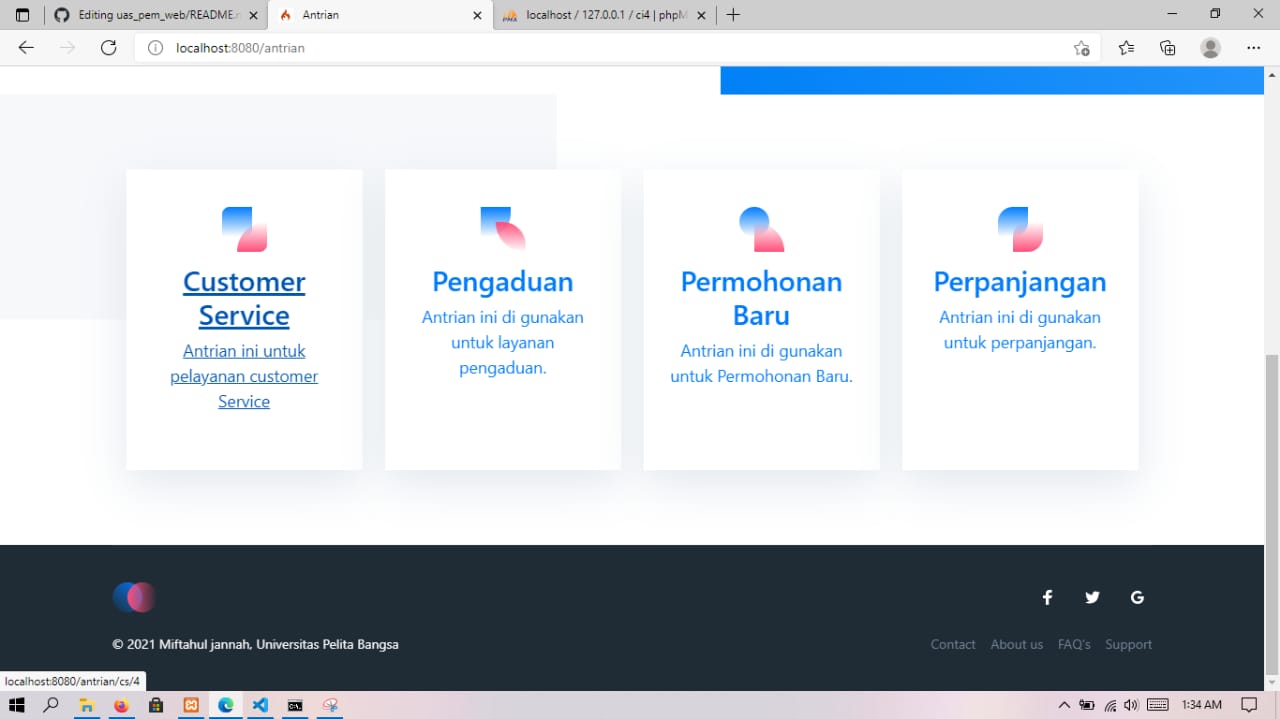 Editing uas_pem_web/README.n
Antrian
localhost / 127.0.0.1 / ci4 | phpM
localhost:8080/antrian
Customer
Service
Antrian ini untuk
pelayanan customer
Service
Pengaduan
Antrian ini di gunakan
untuk layanan
pengaduan.
Permohonan
Baru
Antrian ini di gunakan
untuk Permohonan Baru.
Perpanjangan
Antrian ini di gunakan
untuk perpanjangan.
© 2021 Miftahul jannah, Universitas Pelita Bangsa
Contact About us FAQ's Support
localhost:8080/antrian/cs/4
1:34 AM